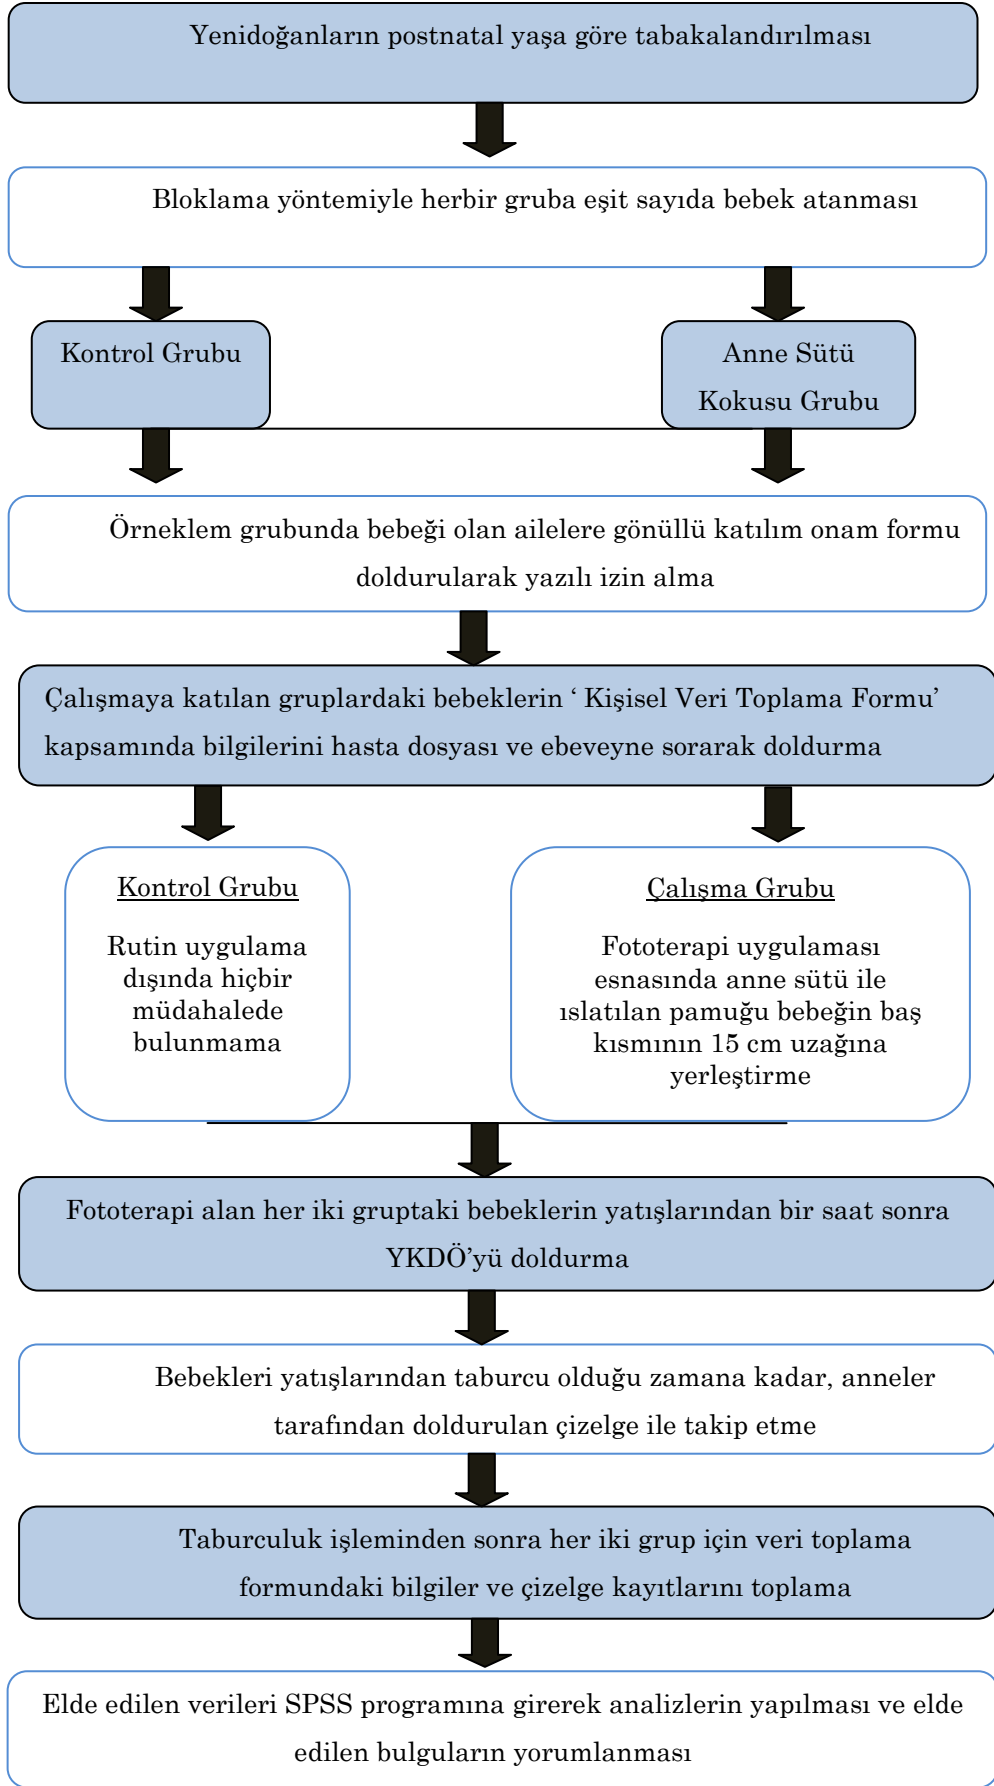 Yenidoğanların postnatal yaşa göre tabakalandırılması
Bloklama yöntemiyle herbir gruba eşit sayıda bebek atanması
Kontrol Grubu
Anne Sütü
Kokusu Grubu
Örneklem grubunda bebeği olan ailelere gönüllü katılım onam formu
doldurularak yazılı izin alma
Çalışmaya katılan gruplardaki bebeklerin ‘ Kişisel Veri Toplama Formu’
kapsamında bilgilerini hasta dosyası ve ebeveyne sorarak doldurma
Kontrol Grubu
Rutin uygulama
dışında hiçbir
müdahalede
bulunmama
Çalışma Grubu
Fototerapi uygulaması
esnasında anne sütü ile
ıslatılan pamuğu bebeğin baş
kısmının 15 cm uzağına
yerleştirme
Fototerapi alan her iki gruptaki bebeklerin yatışlarından bir saat sonra
YKDÖ’yü doldurma
Bebekleri yatışlarından taburcu olduğu zamana kadar, anneler
tarafından doldurulan çizelge ile takip etme
Taburculuk işleminden sonra her iki grup için veri toplama
formundaki bilgiler ve çizelge kayıtlarını toplama
Elde edilen verileri SPSS programına girerek analizlerin yapılması ve elde
edilen bulguların yorumlanması